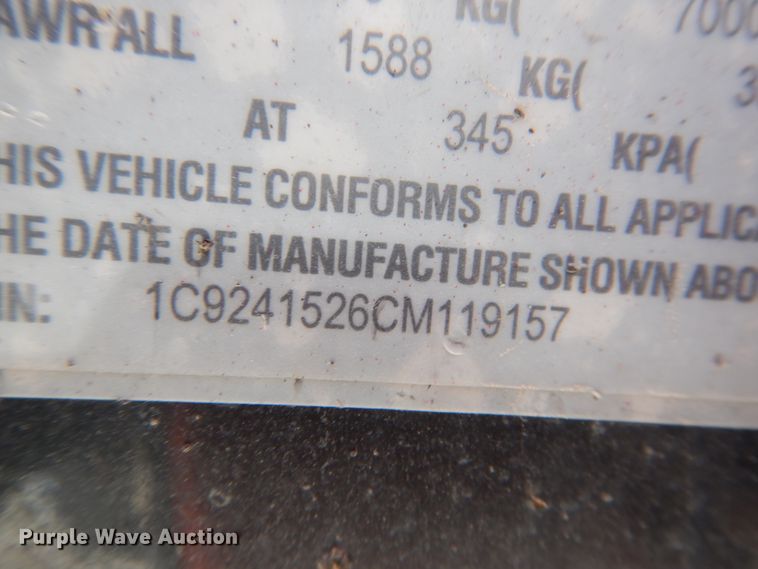 KG( 7000
AWR ALL 1588 KG( 3
AT 345 KPA(
HIS VEHICLE CONFORMS TO ALL APPLIC
HE DATE OF MANUFACTURE SHOWN ABO
IN: 1C9241526CM119157
Purple Wave Auction